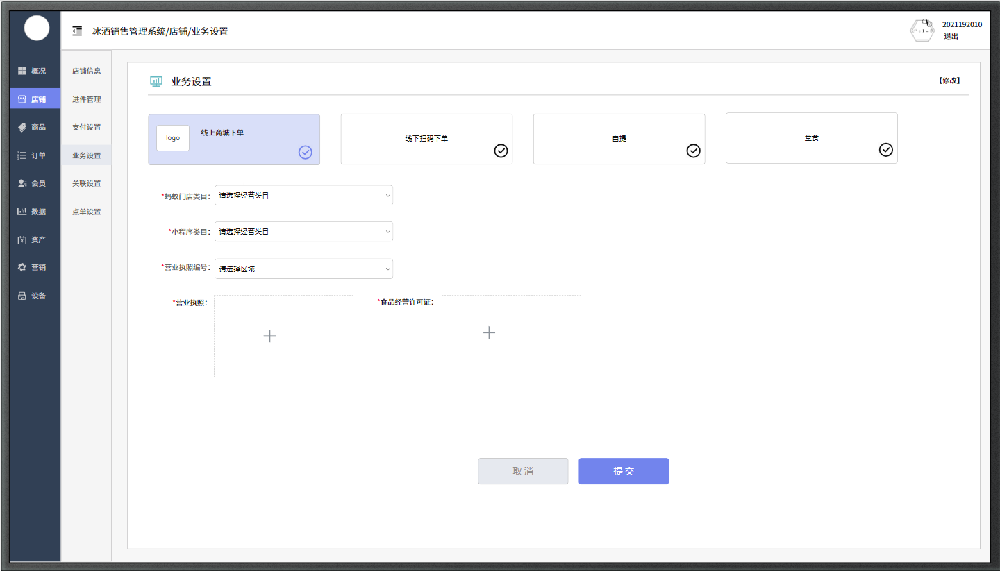 冰酒销售管理系统/店铺/业务设置
2021192010
退出
概况
店铺
商品
订单
会员
数据
资产
营销
设备
店铺信息
进件管理
支付设置
业务设置
关联设置
点单设置
业务设置
【修改】
logo
线上商城下单
线下扫码下单
自提
堂食
*蚂蚁门店类目：
请选择经营类目
*小程序类目：
请选择经营类目
*营业执照编号：
请选择区域
*营业执照：
*食品经营许可证：
取 消
提 交